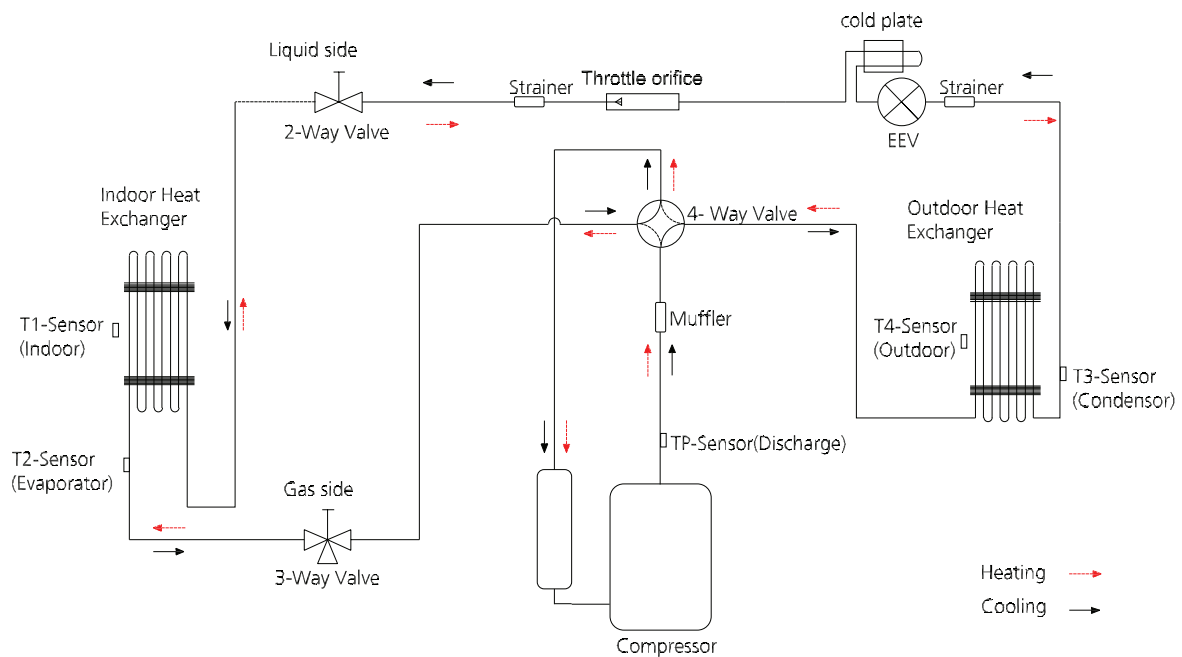 cold plate
Liquid side
Strainer
Throttle orifice
Strainer
2-Way Valve
EEV
Indoor Heat
Exchanger
4- Way Valve
Outdoor Heat
Exchanger
T1-Sensor
(Indoor)
Muffler
T4-Sensor
(Outdoor)
T3-Sensor
(Condensor)
T2-Sensor
(Evaporator)
TP-Sensor(Discharge)
Gas side
3-Way Valve
Heating
Cooling
Compressor